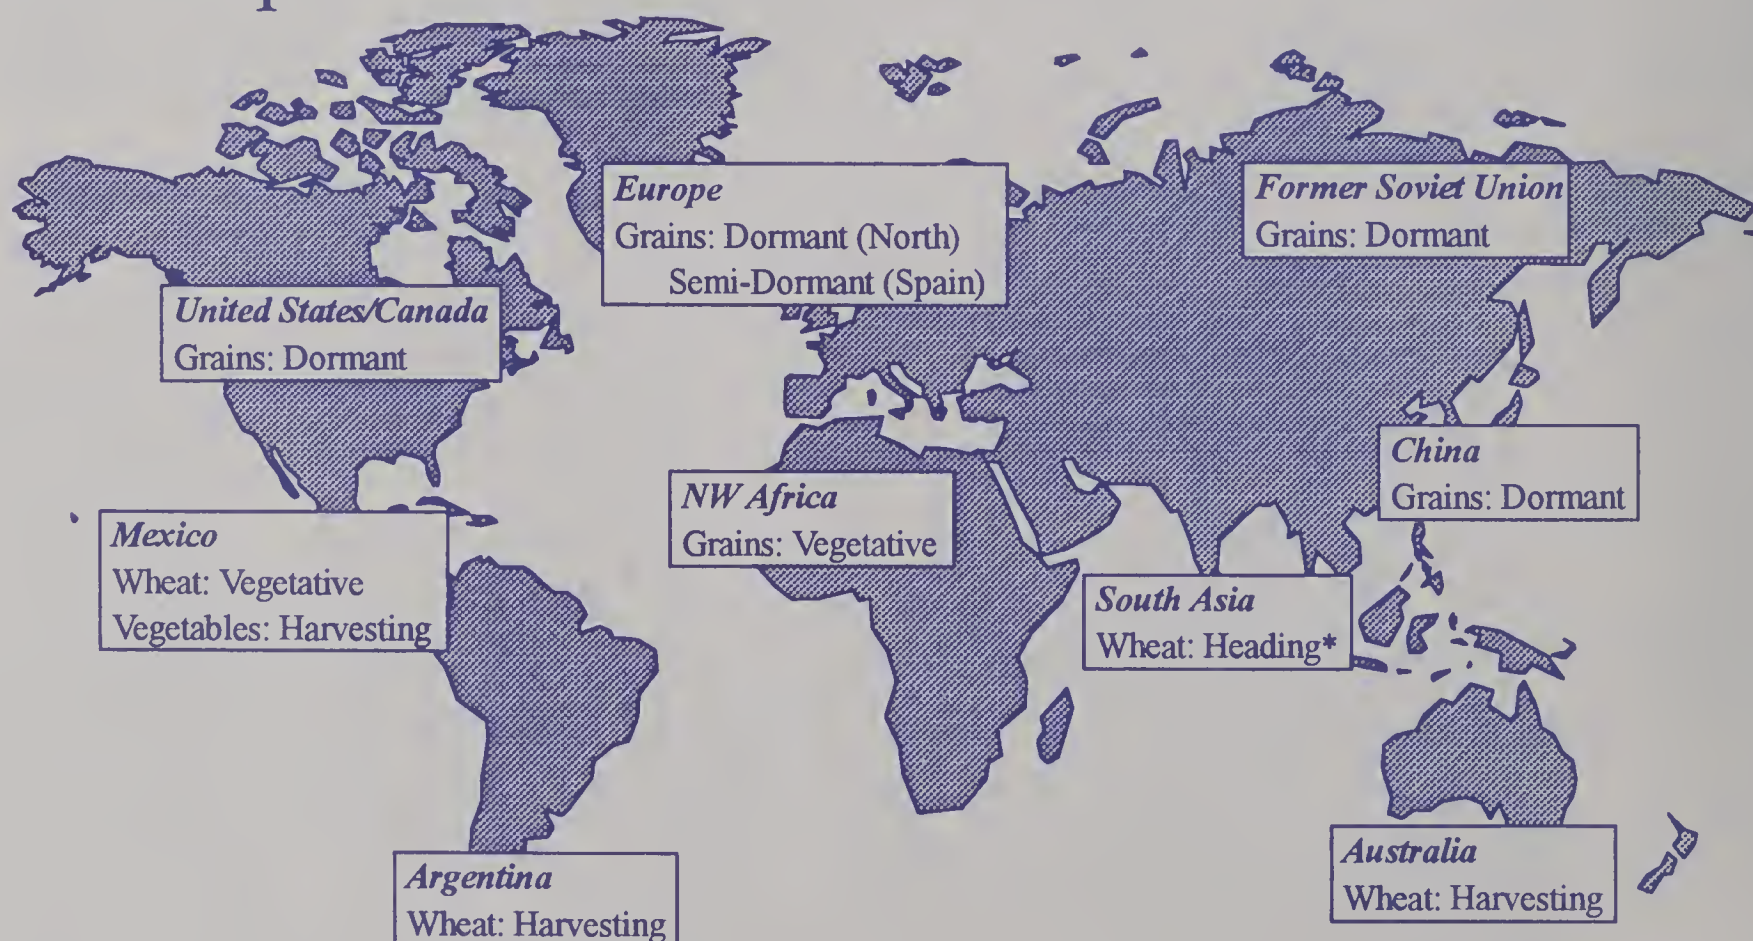 Europe
Grains: Dormant (North)
Semi-Dormant (Spain)
Former Soviet Union
Grains: Dormant
United States/Canada
Grains: Dormant
China
Grains: Dormant
NW Africa
Grains: Vegetative
Mexico
Wheat: Vegetative
Vegetables: Harvesting
South Asia
Wheat: Heading*
Argentina
Wheat: Harvesting
Australia
Wheat: Harvesting